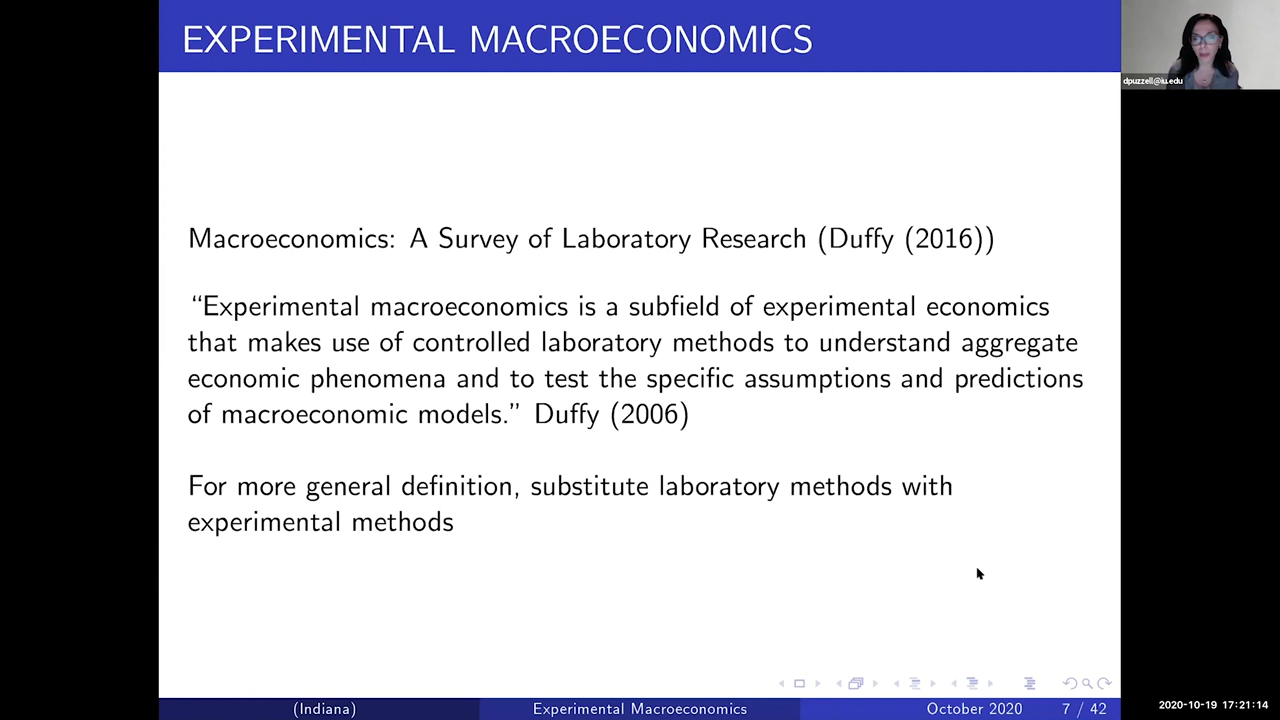 EXPERIMENTAL MACROECONOMICS
dpuzzell@iu.edu
Macroeconomics: A Survey of Laboratory Research (Duffy (2016))
“Experimental macroeconomics is a subfield of experimental economics
that makes use of controlled laboratory methods to understand aggregate
economic phenomena and to test the specific assumptions and predictions
of macroeconomic models.” Duffy (2006)
For more general definition, substitute laboratory methods with
experimental methods
(Indiana) Experimental Macroeconomics October 2020 7 / 42
2020-10-19 17:21:14